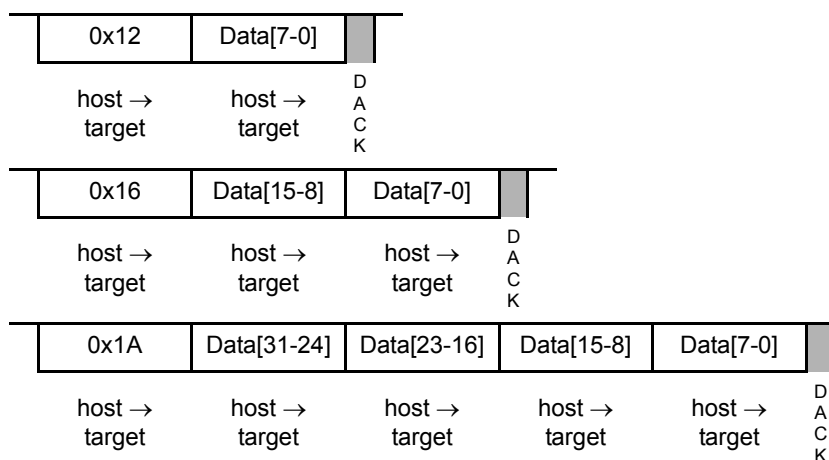 0x12 Data[7-0]
host → host → D
A
target target C
K
0x16 Data[15-8] Data[7-0]
host → host → host → D
A
target target target C
K
0x1A Data[31-24] Data[23-16] Data[15-8] Data[7-0]
host → host → host → host → host → D
A
target target target target target C
K